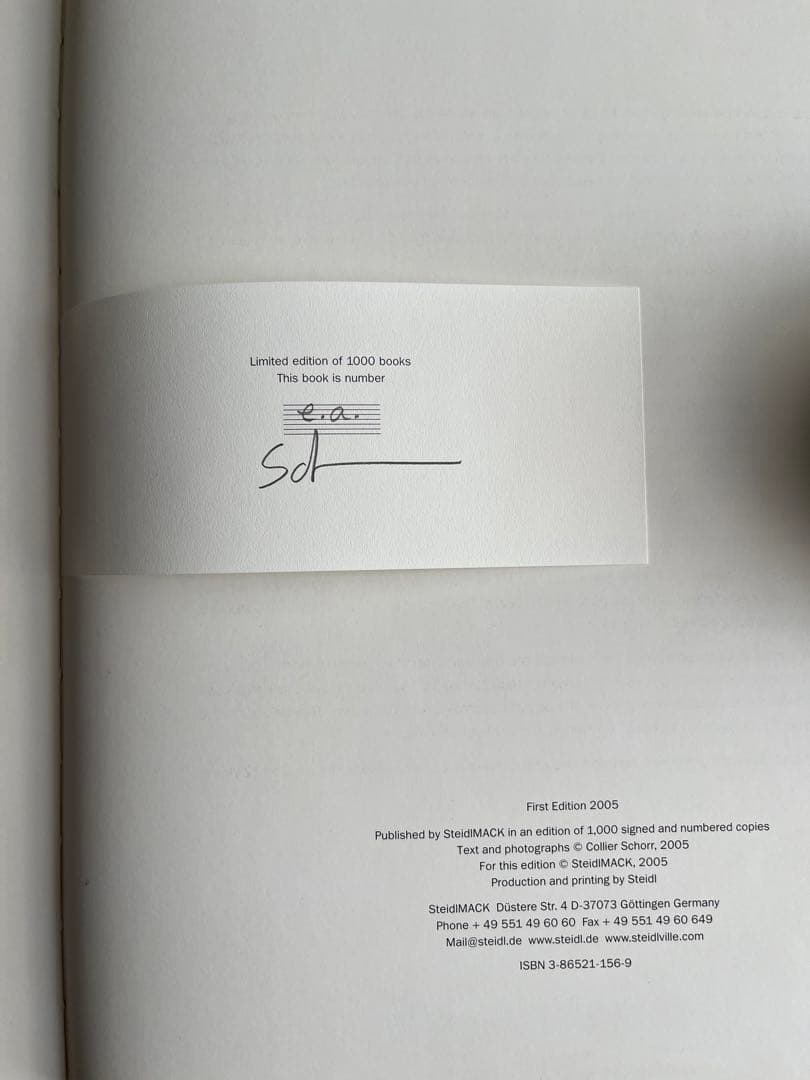 Limited edition of 1000 books
This book is number
e.a.
First Edition 2005
Published by SteidlMACK in an edition of 1,000 signed and numbered copies
Text and photographs © Collier Schorr, 2005
For this edition © SteidlMACK, 2005
Production and printing by Steidl
SteidlMACK Düstere Str. 4 D-37073 Göttingen Germany
Phone + 49 551 49 60 60 Fax + 49 551 49 60 649
Mail@steidl.de www.steidl.de www.steidlville.com
ISBN 3-86521-156-9